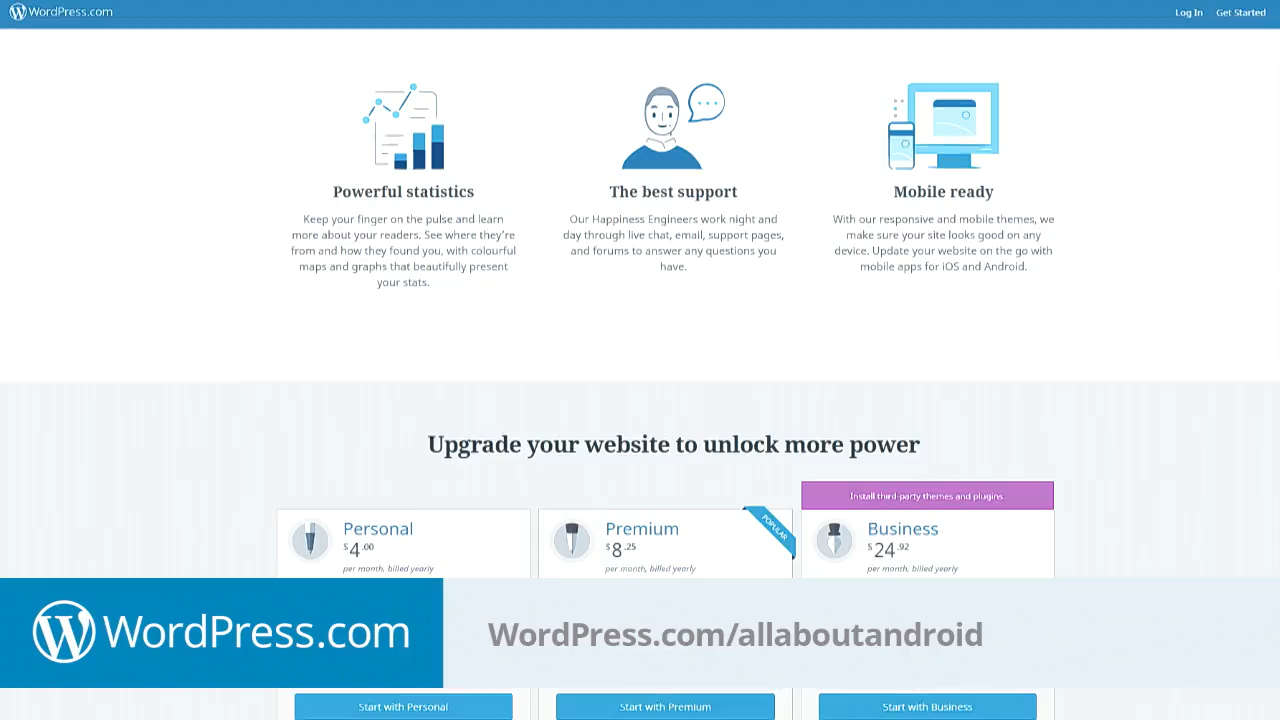 WordPress.com
Log In
Get Started
Powerful statistics
Keep your finger on the pulse and learn
more about your readers. See where they're
from and how they found you, with colourful
maps and graphs that beautifully present
your stats.
The best support
Our Happiness Engineers work night and
day through live chat, email, support pages,
and forums to answer any questions you
have.
Mobile ready
With our responsive and mobile themes, we
make sure your site looks good on any
device. Update your website on the go with
mobile apps for iOS and Android.
Upgrade your website to unlock more power
Personal
$4.00
per month, billed yearly
Premium
$8.25
per month, billed yearly
POPULAR
Install third-party themes and plugins
Business
$24.92
per month, billed yearly
WordPress.com
WordPress.com/allaboutandroid
Start with Personal
Start with Premium
Start with Business